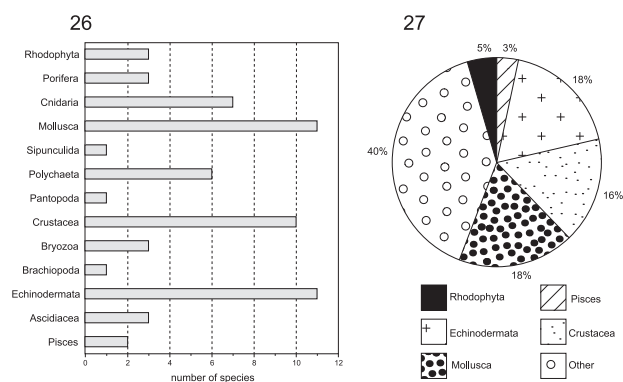 26
Rhodophyta
Porifera
Cnidaria
Mollusca
Sipunculida
Polychaeta
Pantopoda
Crustacea
Bryozoa
Brachiopoda
Echinodermata
Ascidiacea
Pisces
0 2 4 6 8 10 12
number of species
27
5% 3%
18%
40%
16%
18%
Rhodophyta Pisces
Echinodermata Crustacea
Mollusca Other